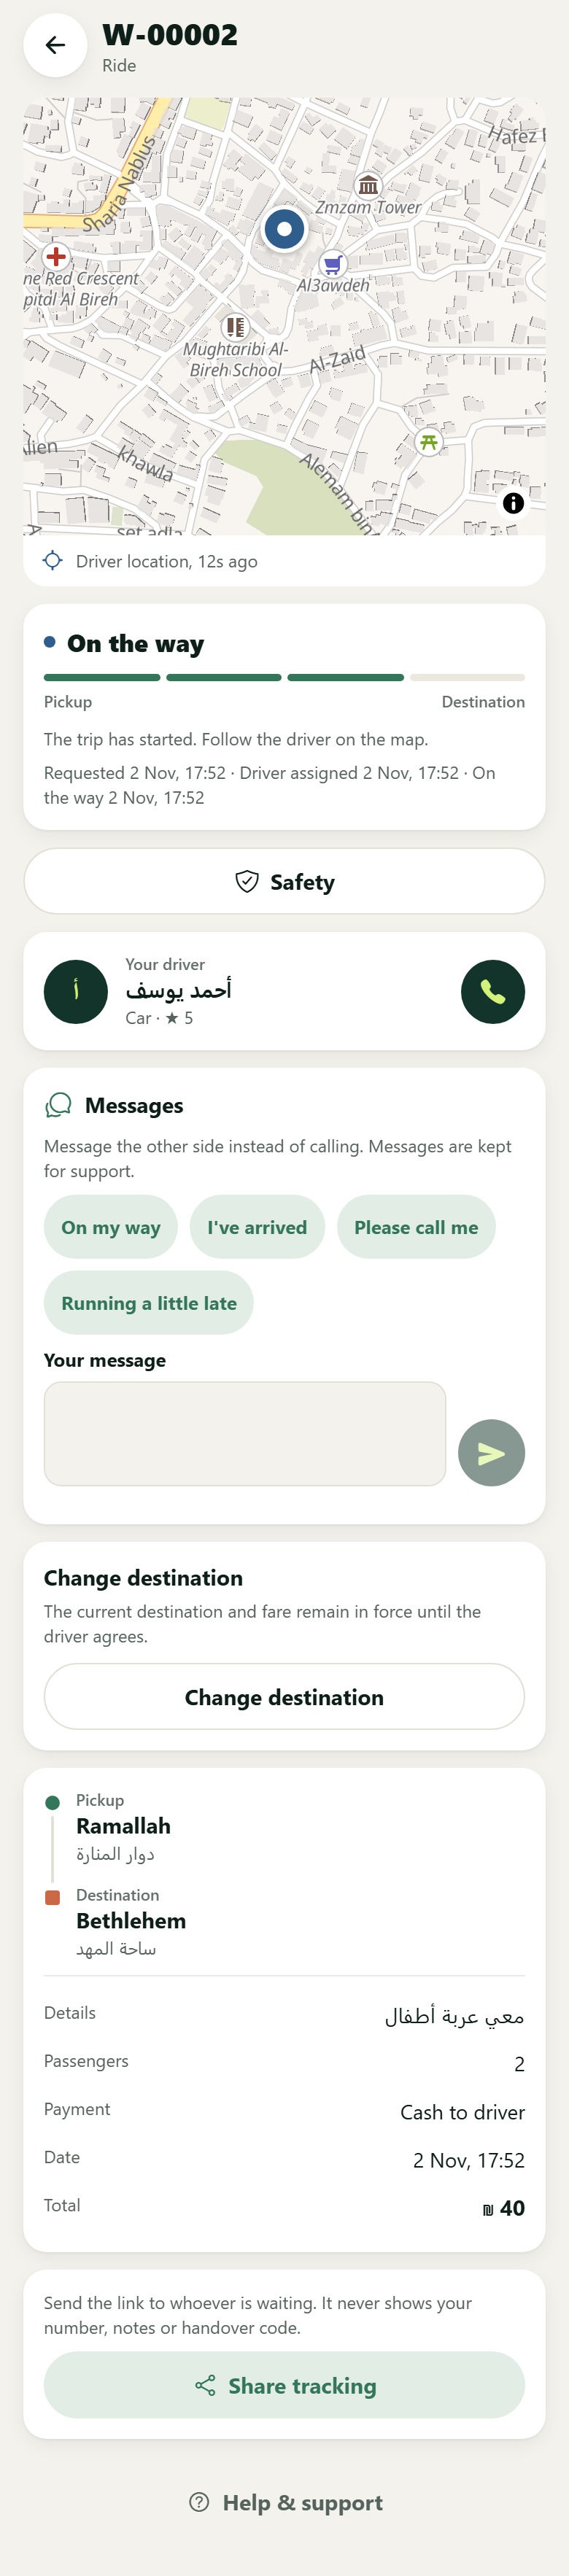 W-00002
Ride
Sharia Nablus
Hafez
Zmzam Tower
ne Red Crescent
pital Al Bireh
Al3awdeh
Mughtaribi Al-
Bireh School
Al-Zaid
khawla
Alemam bin
Driver location, 12s ago
On the way
Pickup
Destination
The trip has started. Follow the driver on the map.
Requested 2 Nov, 17:52 · Driver assigned 2 Nov, 17:52 · On
the way 2 Nov, 17:52
Safety
أ
Your driver
أحمد يوسف
Car · ★ 5
Messages
Message the other side instead of calling. Messages are kept
for support.
On my way
I've arrived
Please call me
Running a little late
Your message
Change destination
The current destination and fare remain in force until the
driver agrees.
Change destination
Pickup
Ramallah
دوار المنارة
Destination
Bethlehem
ساحة المهد
Details
معي عربة أطفال
Passengers
2
Payment
Cash to driver
Date
2 Nov, 17:52
Total
₪ 40
Send the link to whoever is waiting. It never shows your
number, notes or handover code.
Share tracking
Help & support